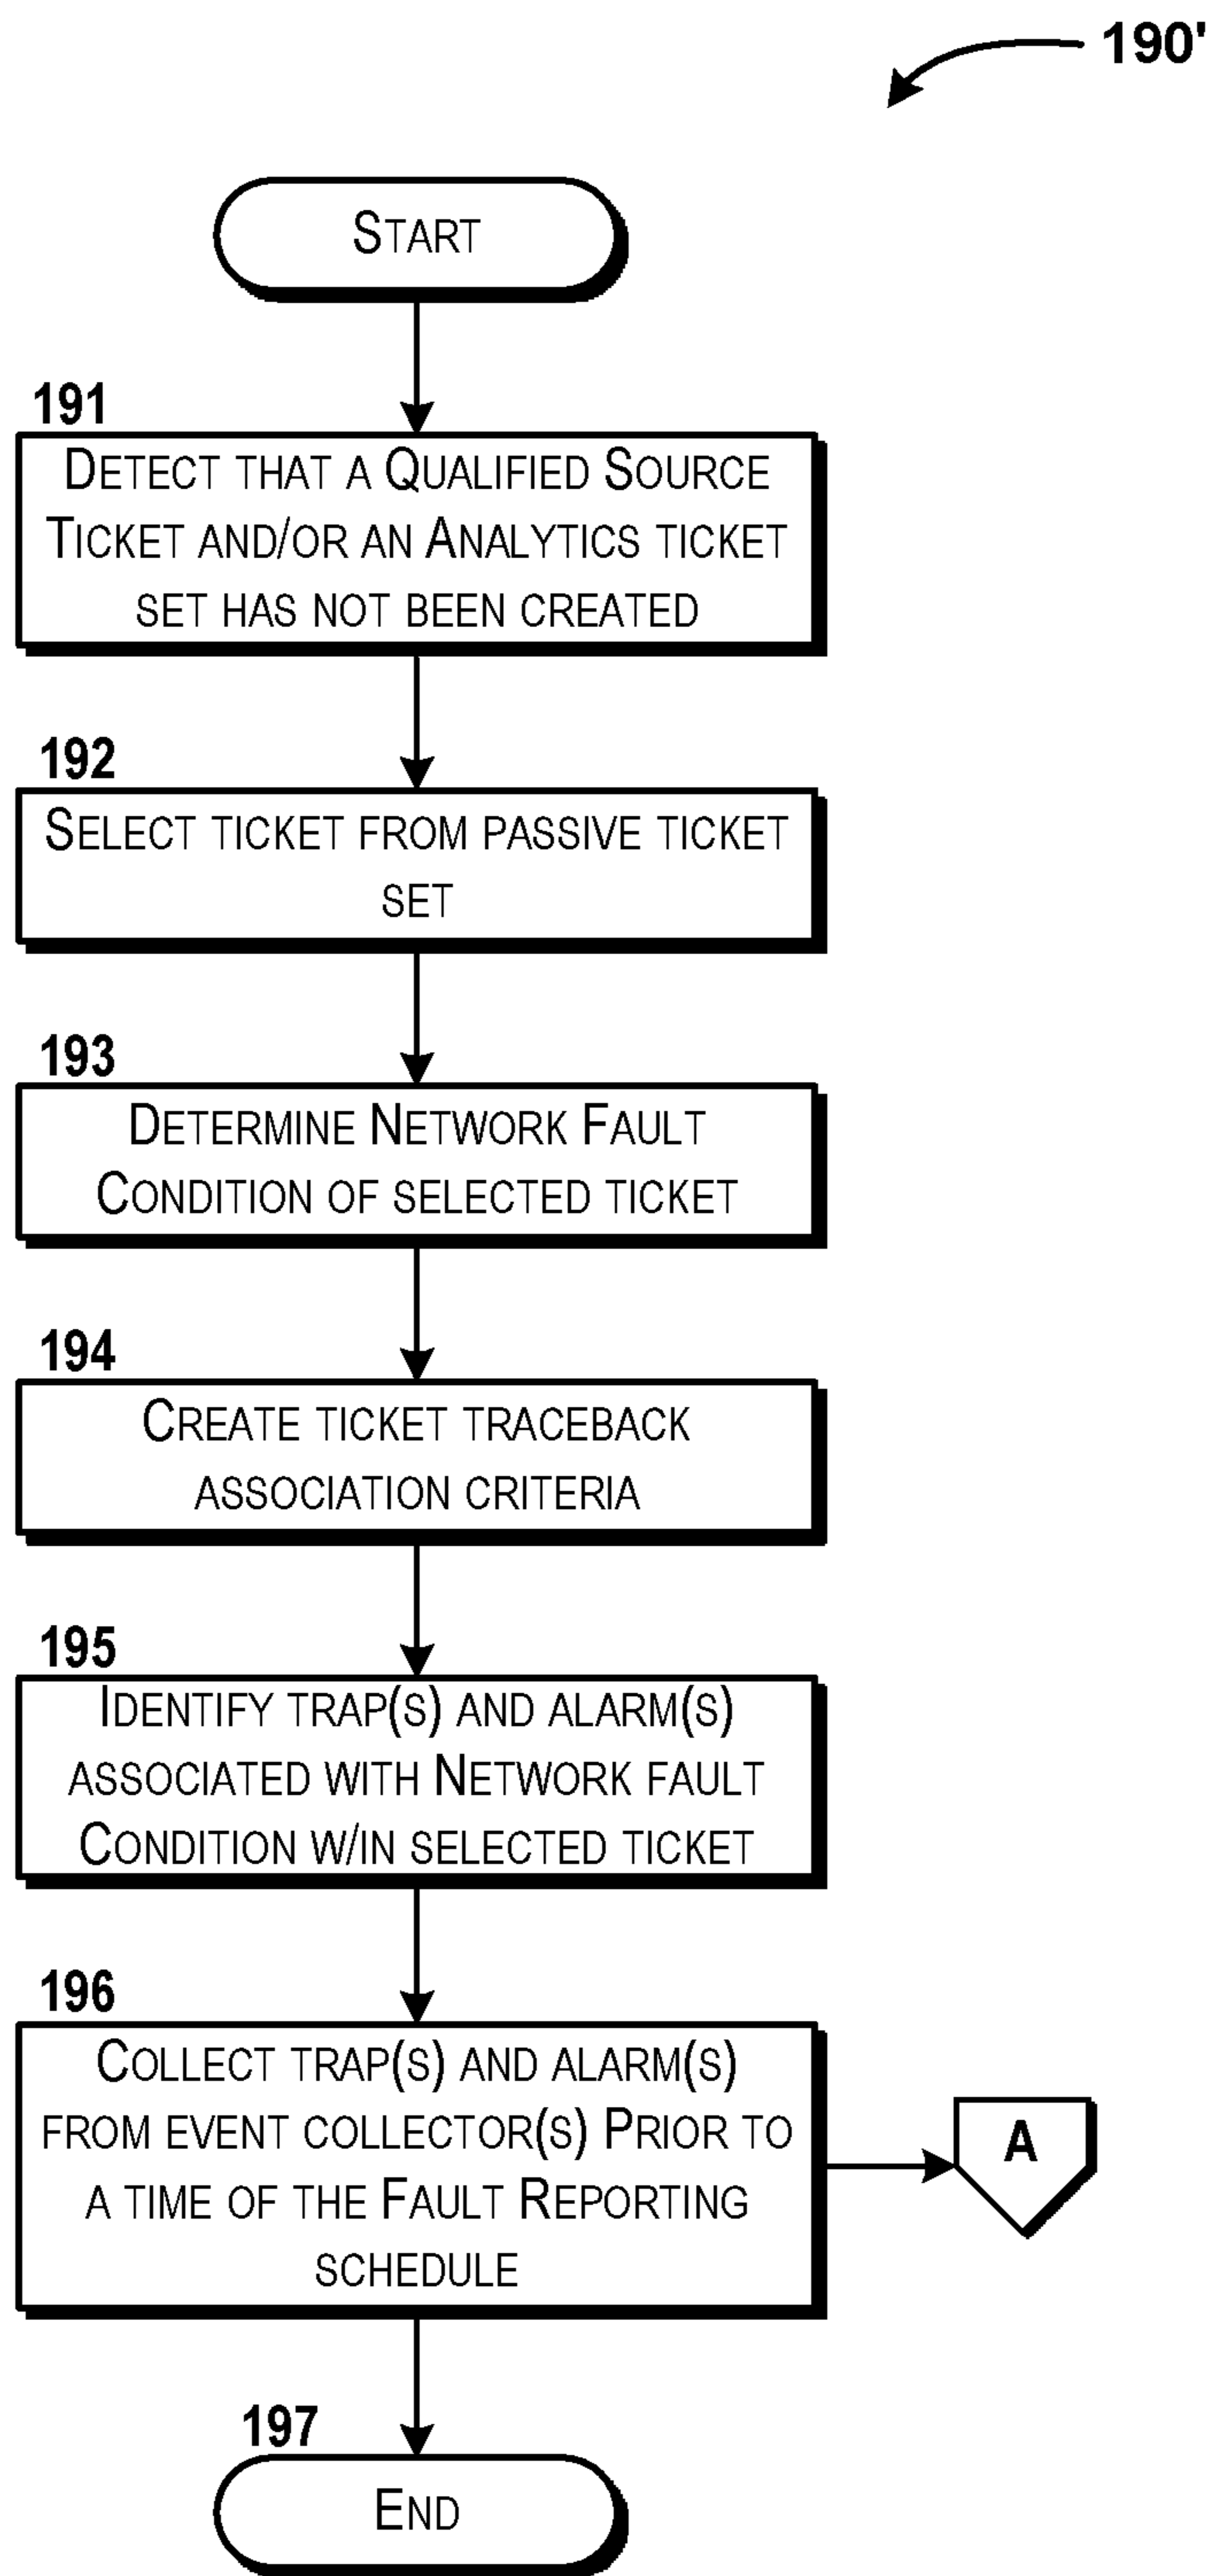 190'
START
191
DETECT THAT A QUALIFIED SOURCE
TICKET AND/OR AN ANALYTICS TICKET
SET HAS NOT BEEN CREATED
192
SELECT TICKET FROM PASSIVE TICKET
SET
193
DETERMINE NETWORK FAULT
CONDITION OF SELECTED TICKET
194
CREATE TICKET TRACEBACK
ASSOCIATION CRITERIA
195
IDENTIFY TRAP(S) AND ALARM(S)
ASSOCIATED WITH NETWORK FAULT
CONDITION W/IN SELECTED TICKET
196
COLLECT TRAP(S) AND ALARM(S)
FROM EVENT COLLECTOR(S) PRIOR TO
A TIME OF THE FAULT REPORTING
SCHEDULE
A
197
END